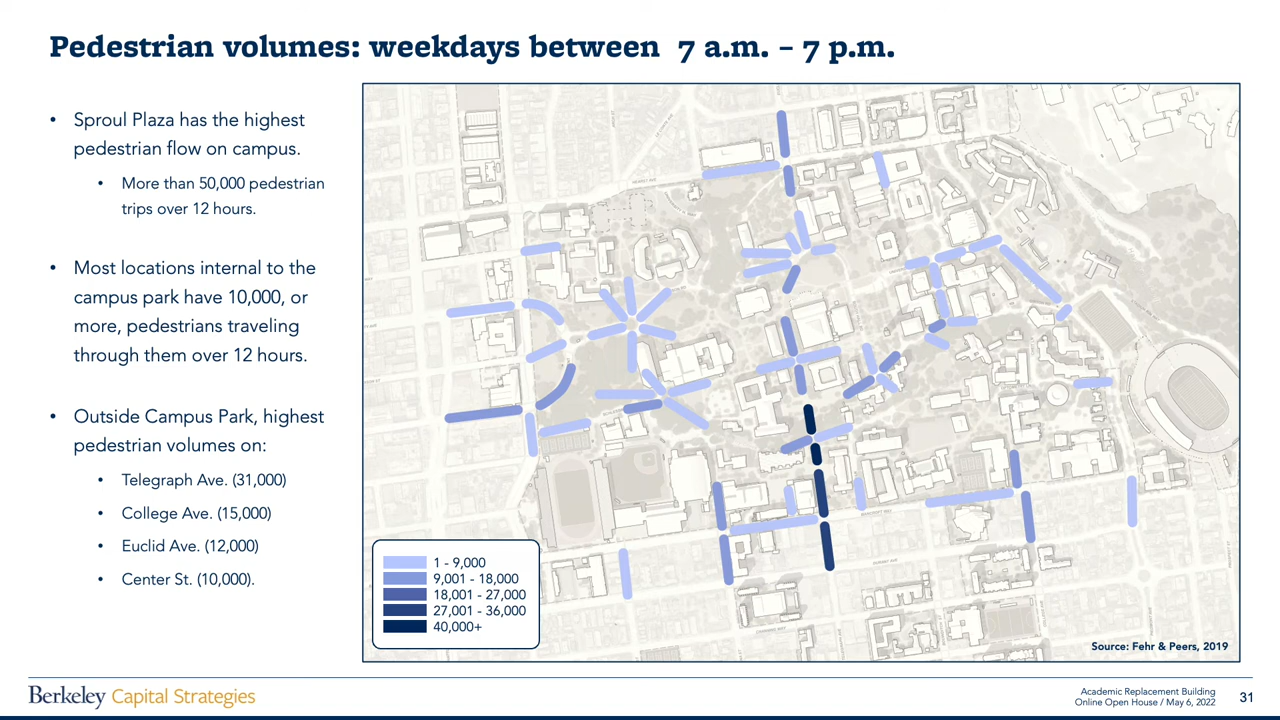 Pedestrian volumes: weekdays between 7 a.m. – 7 p.m.
• Sproul Plaza has the highest
pedestrian flow on campus.
• More than 50,000 pedestrian
trips over 12 hours.
• Most locations internal to the
campus park have 10,000, or
more, pedestrians traveling
through them over 12 hours.
• Outside Campus Park, highest
pedestrian volumes on:
• Telegraph Ave. (31,000)
• College Ave. (15,000)
• Euclid Ave. (12,000)
• Center St. (10,000).
1 - 9,000
9,001 - 18,000
18,001 - 27,000
27,001 - 36,000
40,000+
Source: Fehr & Peers, 2019
Berkeley Capital Strategies
Academic Replacement Building
Online Open House / May 6, 2022
31